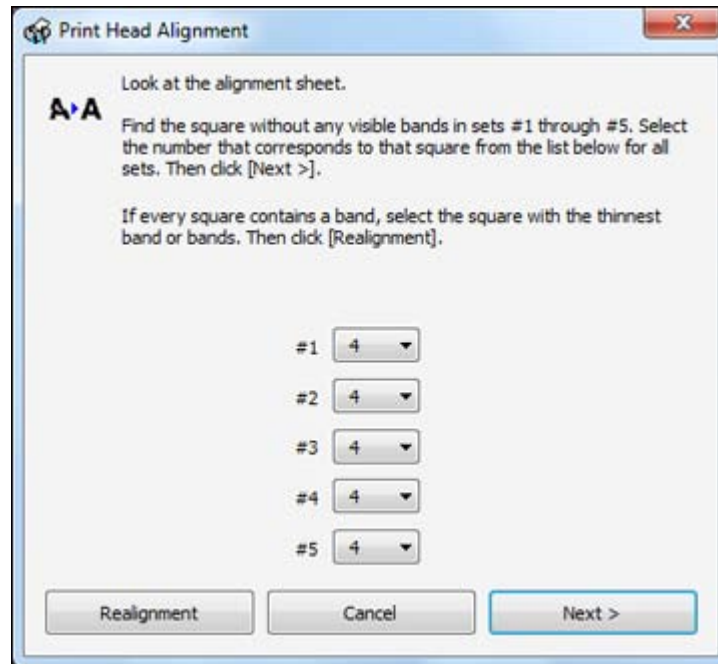 Print Head Alignment
Look at the alignment sheet.
A A
Find the square without any visible bands in sets #1 through #5. Select
the number that corresponds to that square from the list below for all
sets. Then click [Next >].
If every square contains a band, select the square with the thinnest
band or bands. Then click [Realignment].
#1 4
#2 4
#3 4
#4 4
#5 4
Realignment Cancel Next >